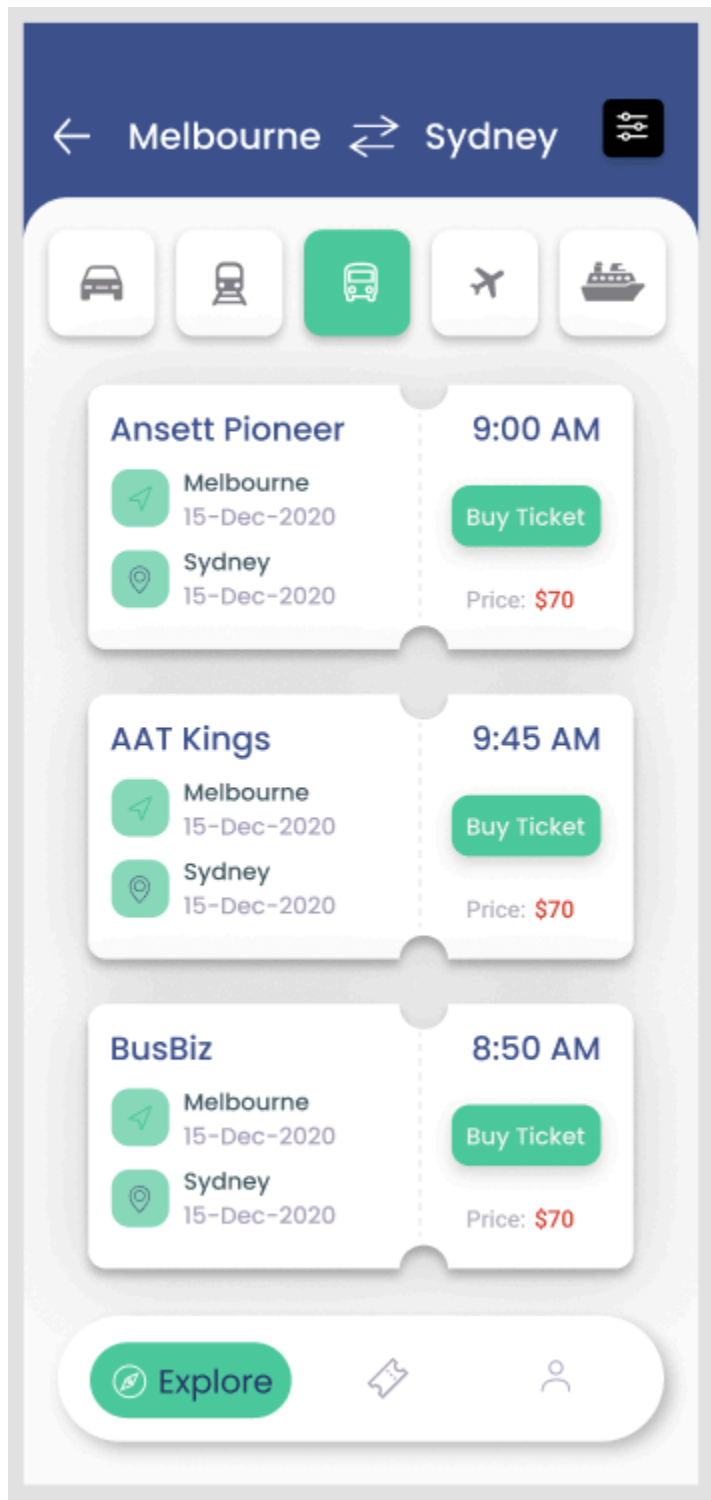 Melbourne Sydney
Ansett Pioneer 9:00 AM
Melbourne
15-Dec-2020 Buy Ticket
Sydney
15-Dec-2020 Price: $70
AAT Kings 9:45 AM
Melbourne
15-Dec-2020 Buy Ticket
Sydney
15-Dec-2020 Price: $70
BusBiz 8:50 AM
Melbourne
15-Dec-2020 Buy Ticket
Sydney
15-Dec-2020 Price: $70
Explore